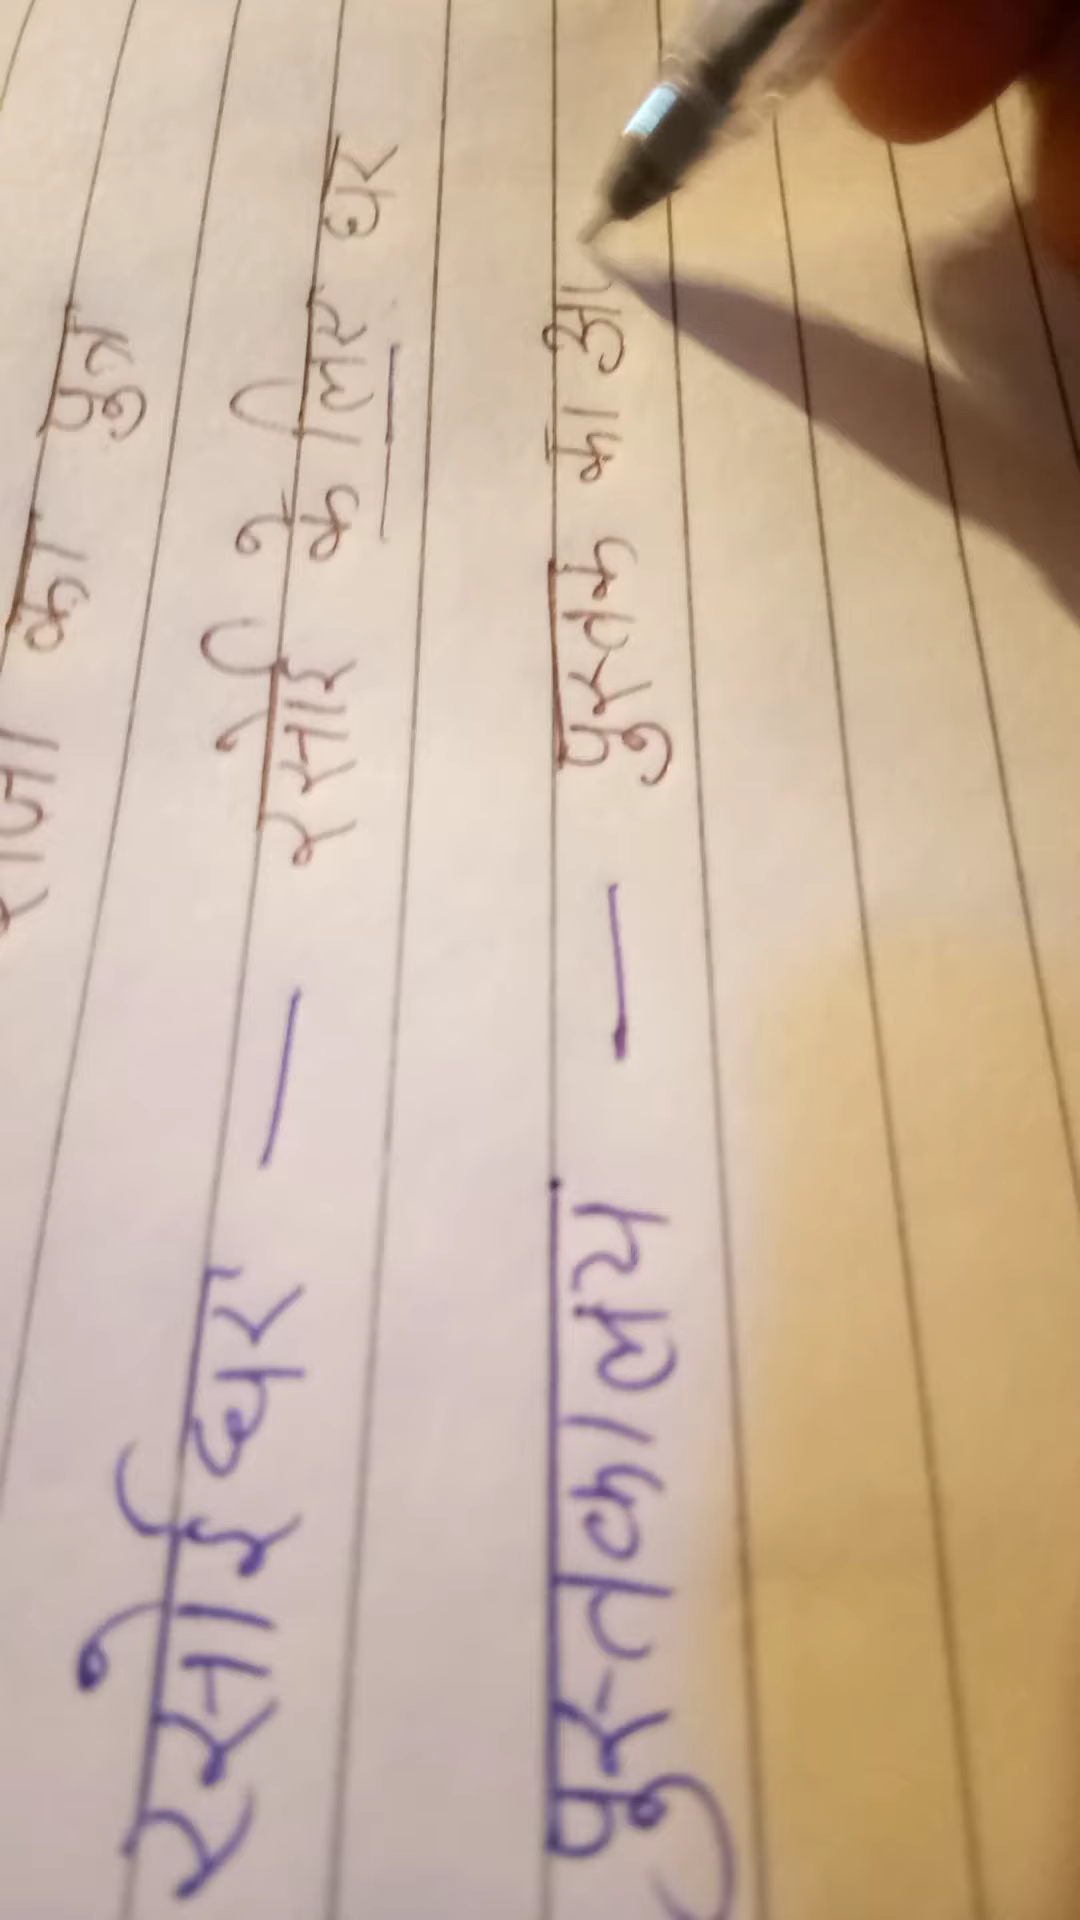 राजा का पुत्र
रसोईघर — रसोई के लिए घर
पुस्तकालय — पुस्तक का आ